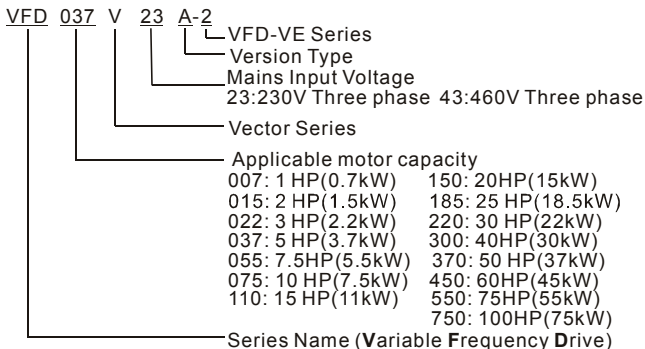 VFD 037 V 23 A-2
VFD-VE Series
Version Type
Mains Input Voltage
23:230V Three phase 43:460V Three phase
Vector Series
Applicable motor capacity
007: 1 HP(0.7kW) 150: 20HP(15kW)
015: 2 HP(1.5kW) 185: 25 HP(18.5kW)
022: 3 HP(2.2kW) 220: 30 HP(22kW)
037: 5 HP(3.7kW) 300: 40HP(30kW)
055: 7.5HP(5.5kW) 370: 50 HP(37kW)
075: 10 HP(7.5kW) 450: 60HP(45kW)
110: 15 HP(11kW) 550: 75HP(55kW)
750: 100HP(75kW)
Series Name (Variable Frequency Drive)